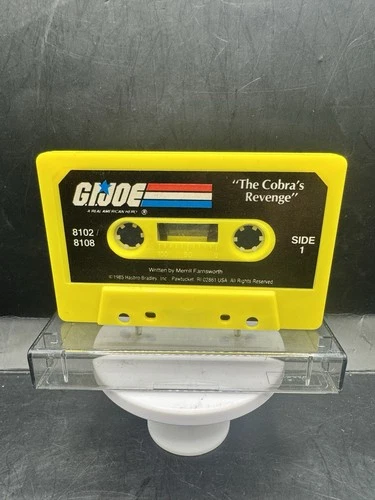 G.I.JOE ®
A REAL AMERICAN HERO
"The Cobra's
Revenge"
8102 /
8108
SIDE
1
Written by Merrill Farnsworth
© 1985 Hasbro-Bradley, Inc. Pawtucket, RI 02861 USA. All Rights Reserved.